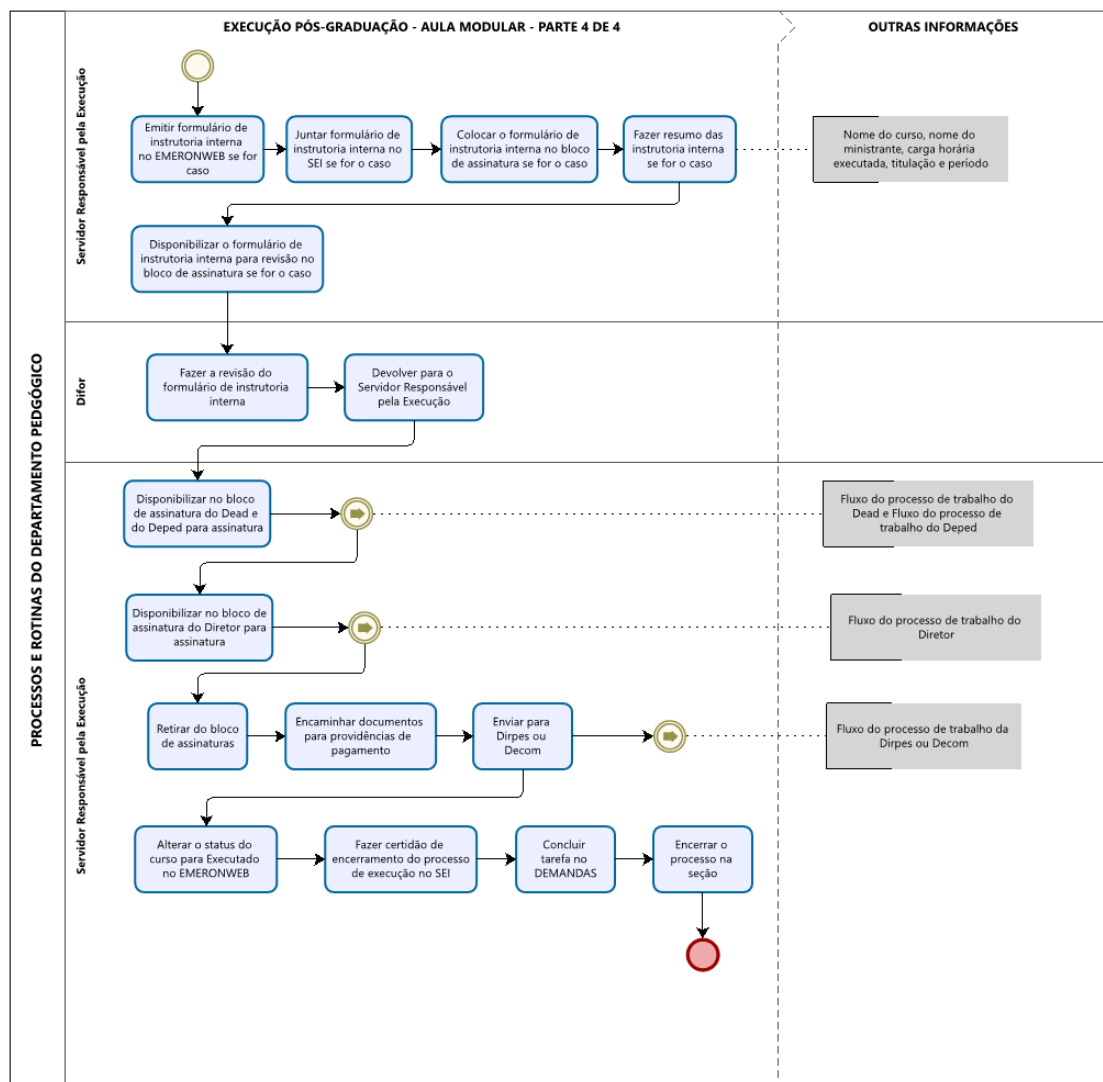 EXECUÇÃO PÓS-GRADUAÇÃO - AULA MODULAR - PARTE 4 DE 4
OUTRAS INFORMAÇÕES
PROCESSOS E ROTINAS DO DEPARTAMENTO PEDGÓGICO
Servidor Responsável pela Execução
Emitir formulário de
instrutoria interna
no EMERONWEB se for
caso
Juntar formulário de
instrutoria interna no
SEI se for o caso
Colocar o formulário de
instrutoria interna no bloco
de assinatura se for o caso
Fazer resumo das
instrutoria interna
se for o caso
Nome do curso, nome do
ministrante, carga horária
executada, titulação e período
Disponibilizar o formulário de
instrutoria interna para revisão no
bloco de assinatura se for o caso
Difor
Fazer a revisão do
formulário de instrutoria
interna
Devolver para o
Servidor Responsável
pela Execução
Servidor Responsável pela Execução
Disponibilizar no bloco
de assinatura do Dead e
do Deped para assinatura
Fluxo do processo de trabalho do
Dead e Fluxo do processo de
trabalho do Deped
Disponibilizar no bloco de
assinatura do Diretor para
assinatura
Fluxo do processo de trabalho do
Diretor
Retirar do bloco
de assinaturas
Encaminhar documentos
para providências de
pagamento
Enviar para
Dirpes ou
Decom
Fluxo do processo de trabalho da
Dirpes ou Decom
Alterar o status do
curso para Executado
no EMERONWEB
Fazer certidão de
encerramento do processo
de execução no SEI
Concluir
tarefa no
DEMANDAS
Encerrar o
processo na
seção